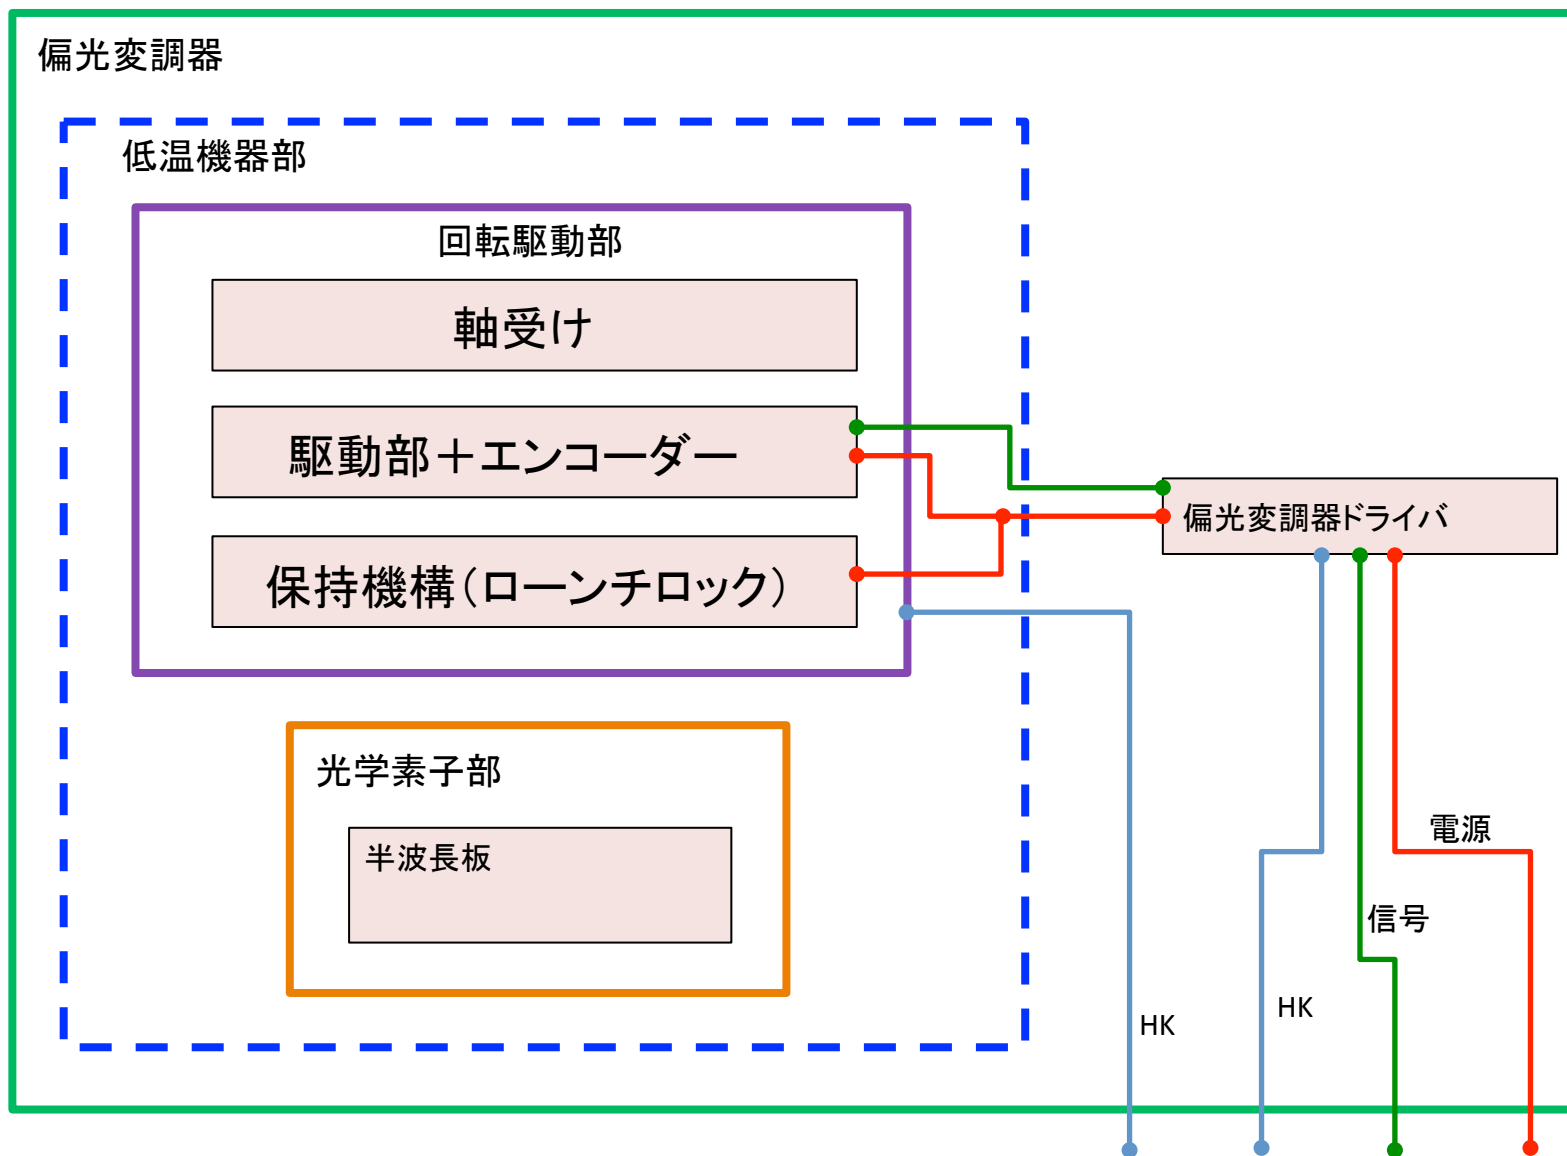 偏光変調器
低温機器部
回転駆動部
軸受け
駆動部＋エンコーダー
保持機構（ローンチロック）
偏光変調器ドライバ
光学素子部
半波長板
電源
信号
HK
HK